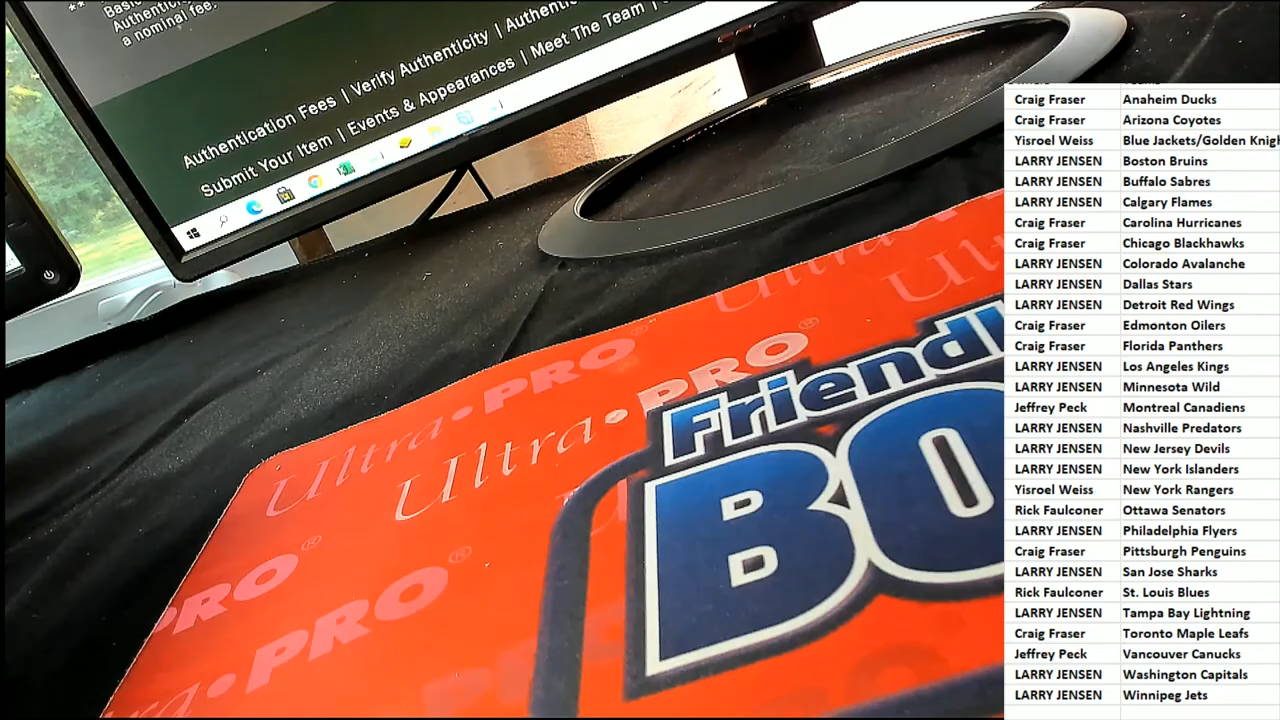 **
Basic
Authentic
a nominal fee.
Authentication Fees | Verify Authenticity | Authentic
Submit Your Item | Events & Appearances | Meet The Team |
Ultra•PRO®
Ultra•PRO®
PRO®
Ultra•PRO®
Ultra
Ultra
Friendl
BO
Craig Fraser Anaheim Ducks
Craig Fraser Arizona Coyotes
Yisroel Weiss Blue Jackets/Golden Knigh
LARRY JENSEN Boston Bruins
LARRY JENSEN Buffalo Sabres
LARRY JENSEN Calgary Flames
Craig Fraser Carolina Hurricanes
Craig Fraser Chicago Blackhawks
LARRY JENSEN Colorado Avalanche
LARRY JENSEN Dallas Stars
LARRY JENSEN Detroit Red Wings
Craig Fraser Edmonton Oilers
Craig Fraser Florida Panthers
LARRY JENSEN Los Angeles Kings
LARRY JENSEN Minnesota Wild
Jeffrey Peck Montreal Canadiens
LARRY JENSEN Nashville Predators
LARRY JENSEN New Jersey Devils
LARRY JENSEN New York Islanders
Yisroel Weiss New York Rangers
Rick Faulconer Ottawa Senators
LARRY JENSEN Philadelphia Flyers
Craig Fraser Pittsburgh Penguins
LARRY JENSEN San Jose Sharks
Rick Faulconer St. Louis Blues
LARRY JENSEN Tampa Bay Lightning
Craig Fraser Toronto Maple Leafs
Jeffrey Peck Vancouver Canucks
LARRY JENSEN Washington Capitals
LARRY JENSEN Winnipeg Jets